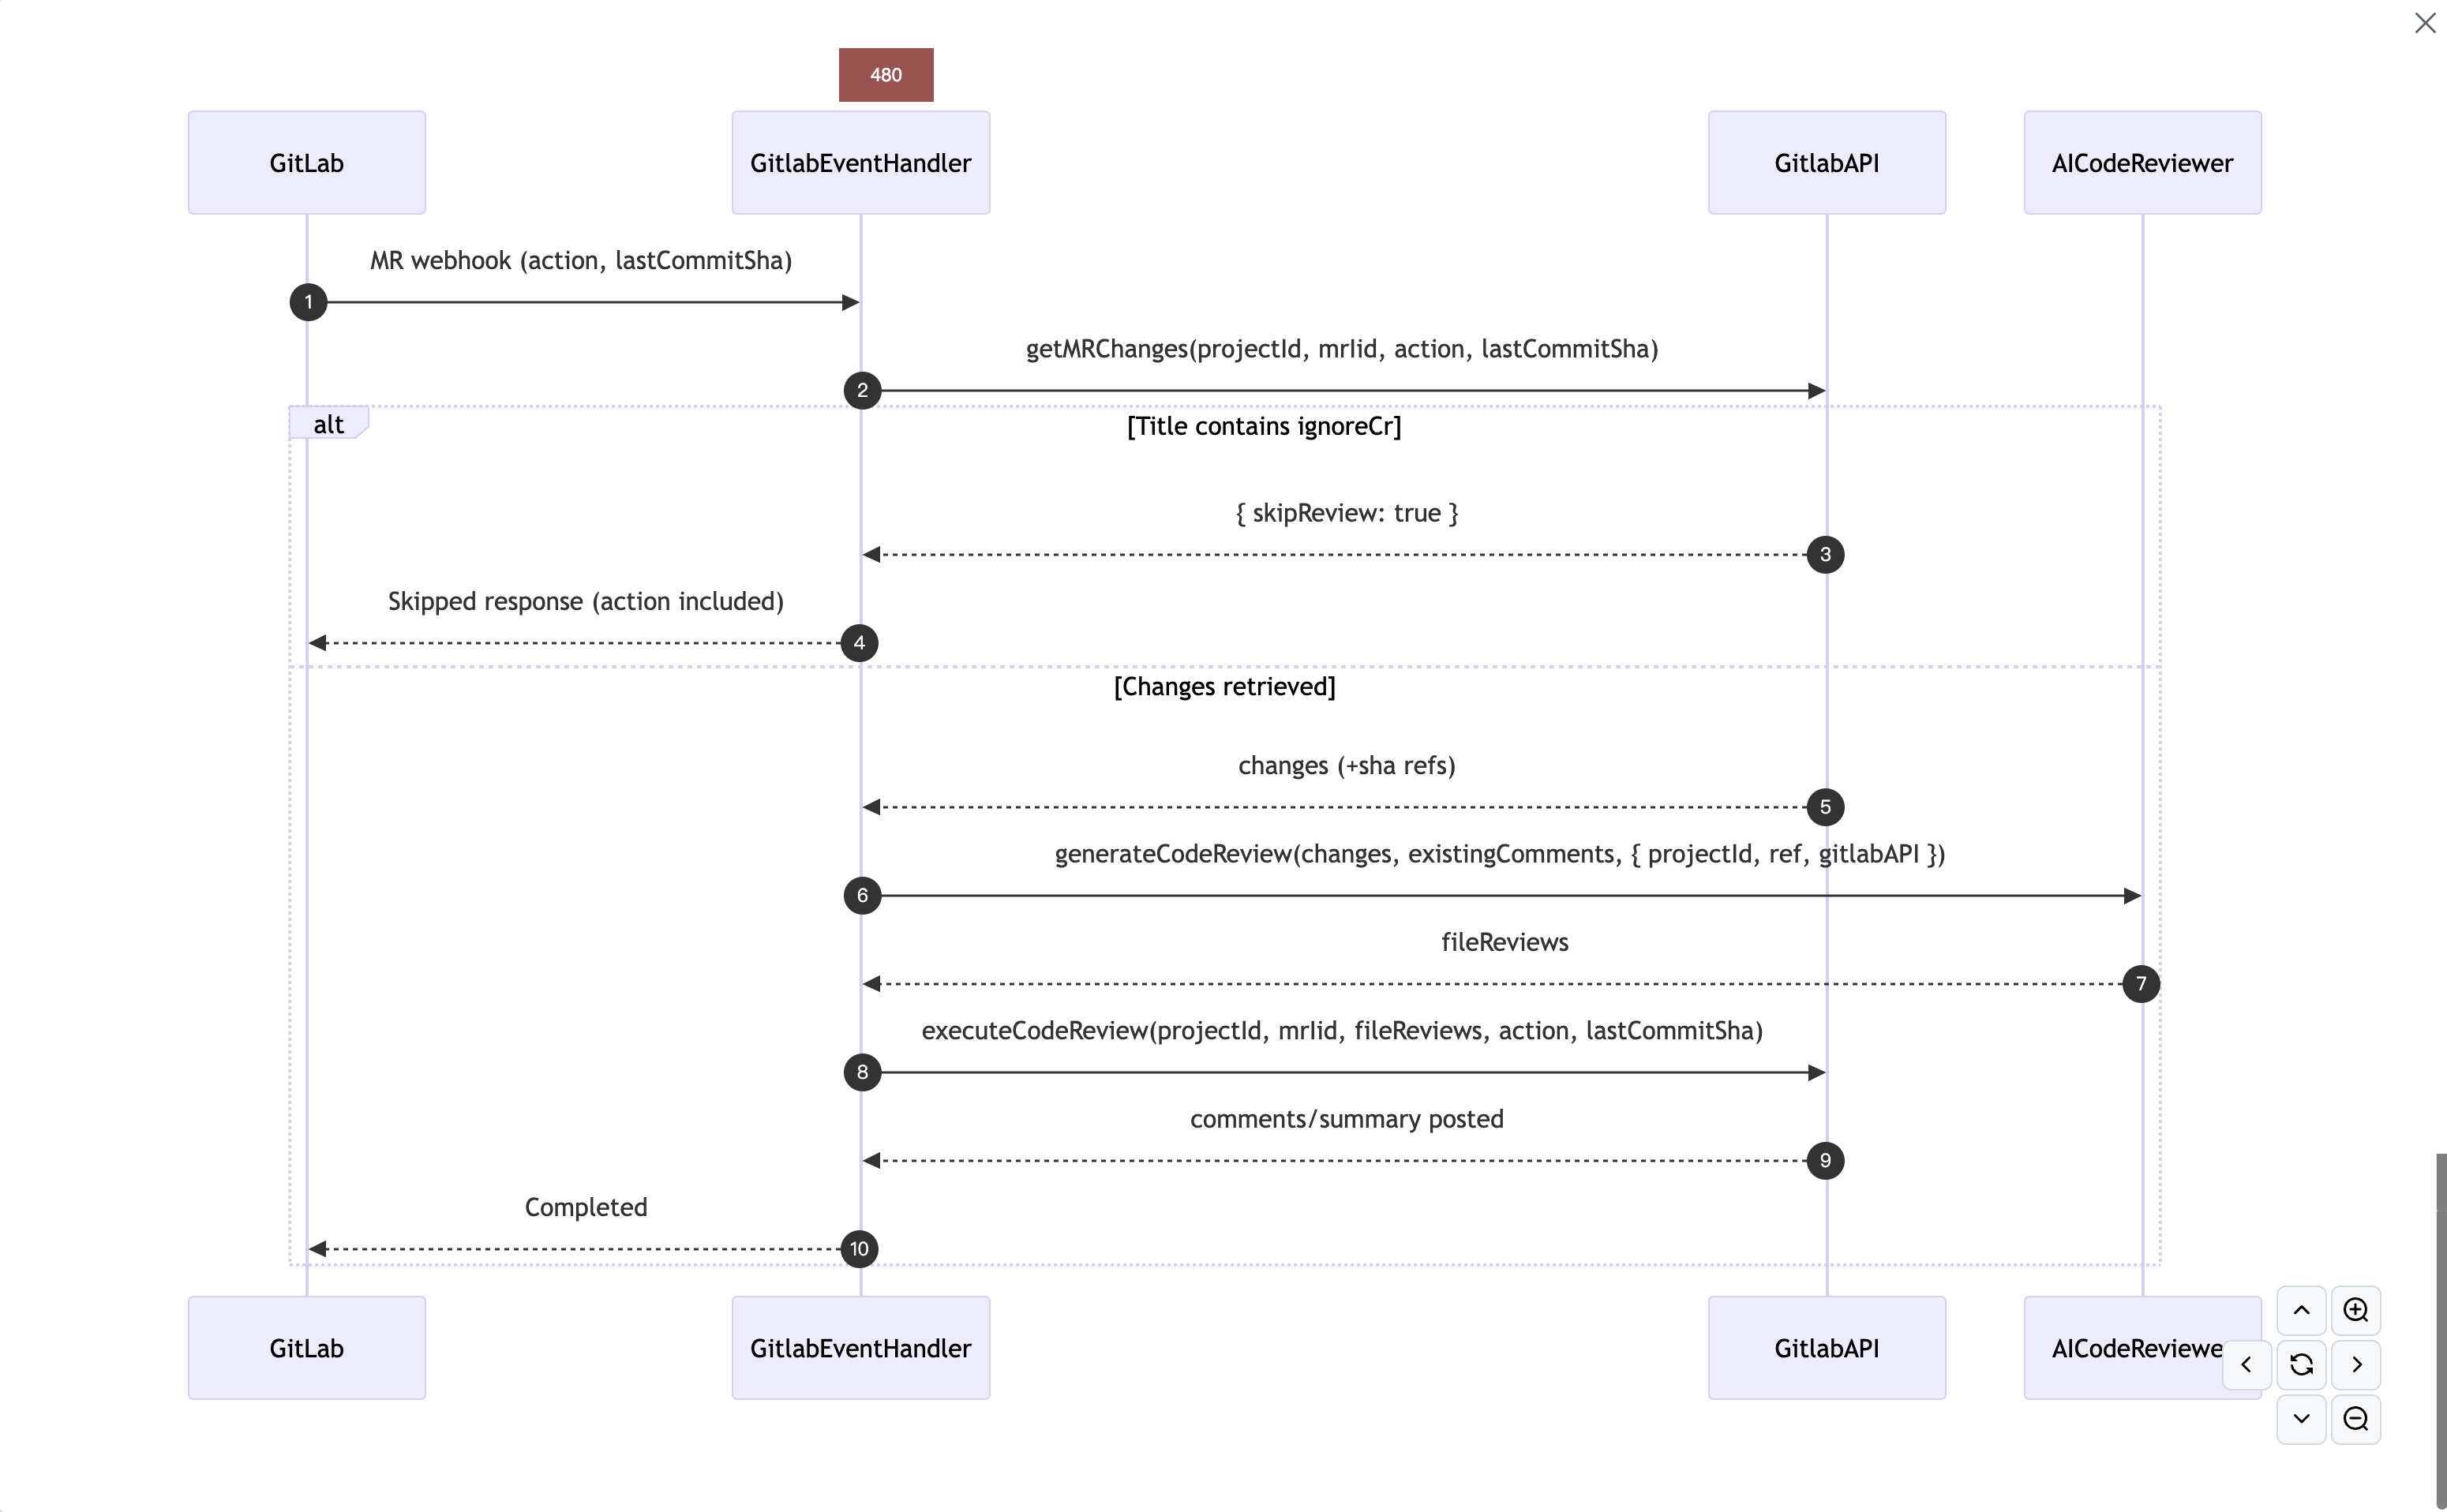 480
GitLab
GitlabEventHandler
GitlabAPI
AICodeReviewer
MR webhook (action, lastCommitSha)
1
getMRChanges(projectId, mrIid, action, lastCommitSha)
2
alt
[Title contains ignoreCr]
{ skipReview: true }
3
Skipped response (action included)
4
[Changes retrieved]
changes (+sha refs)
5
generateCodeReview(changes, existingComments, { projectId, ref, gitlabAPI })
6
fileReviews
7
executeCodeReview(projectId, mrIid, fileReviews, action, lastCommitSha)
8
comments/summary posted
9
Completed
10
GitLab
GitlabEventHandler
GitlabAPI
AICodeReviewe